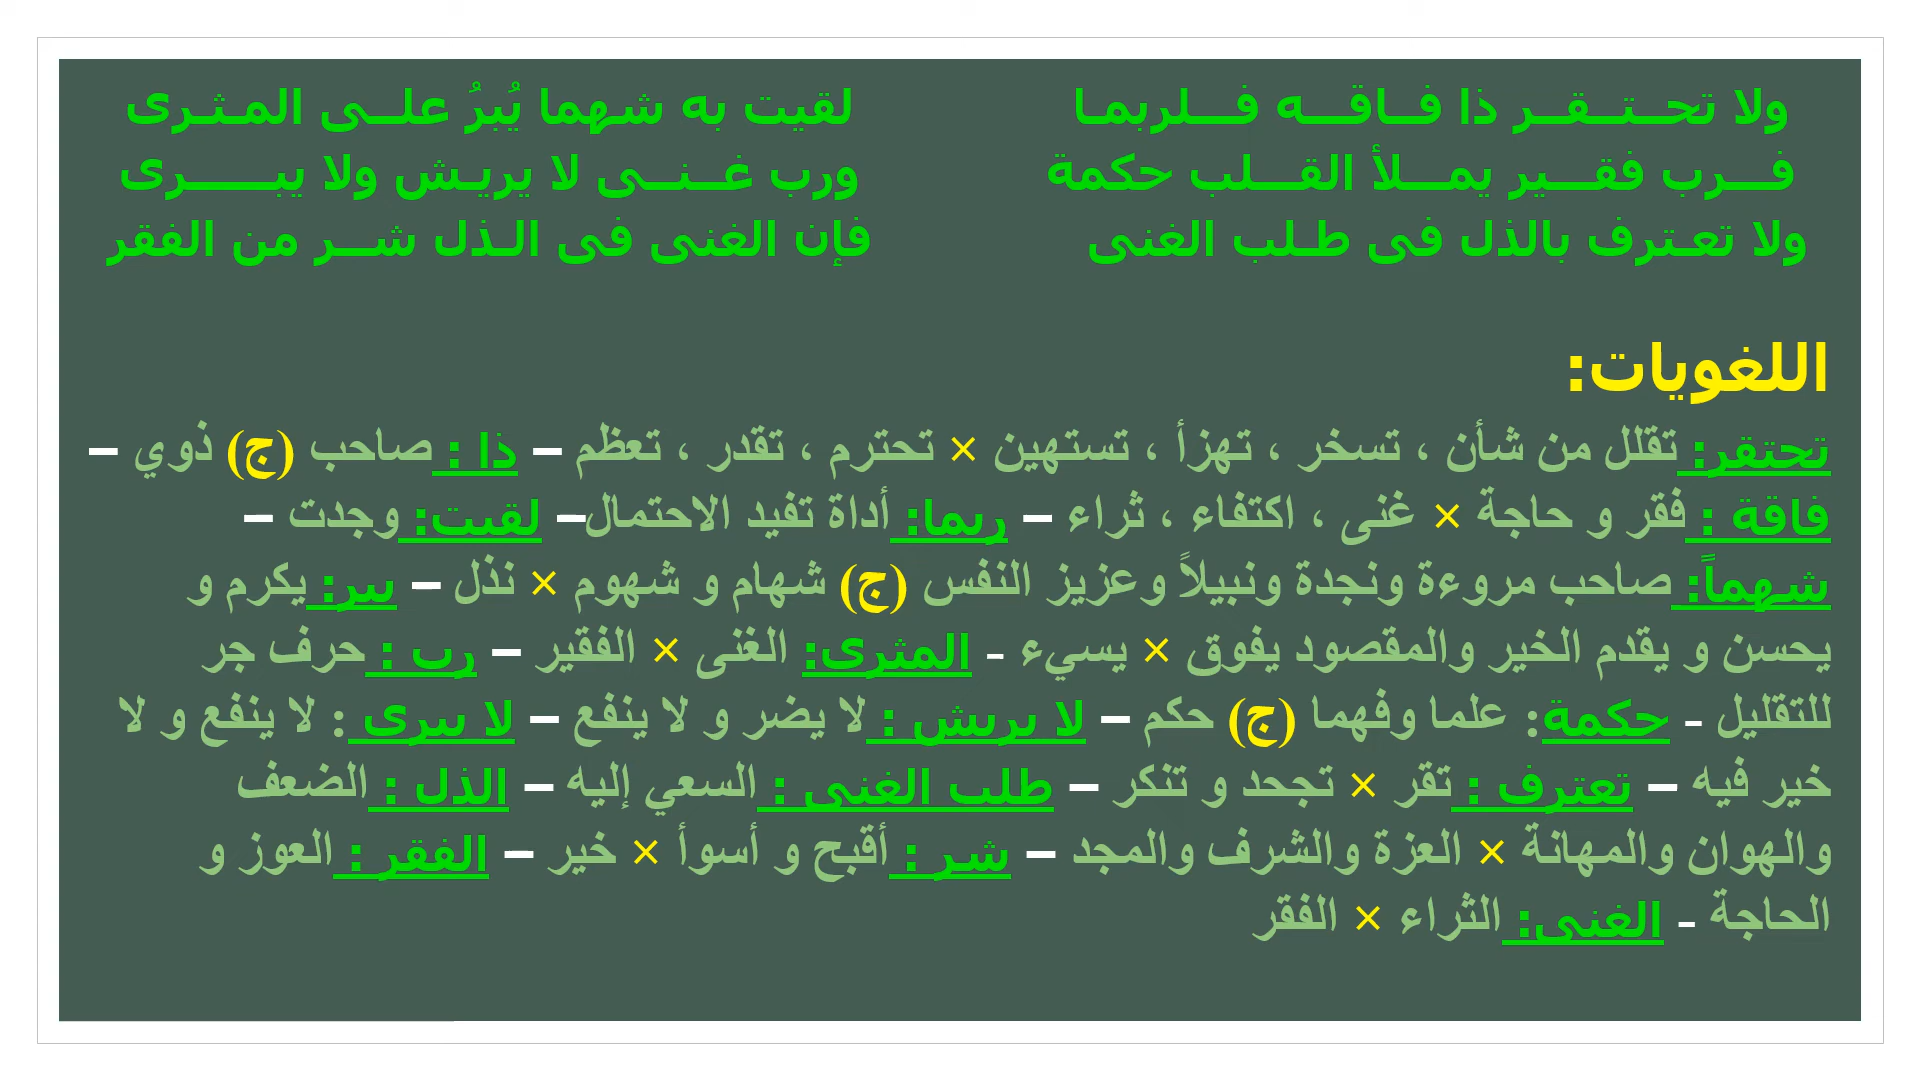 ولا تحتقر ذا فاقه فلربما لقيت به شهما يُبرُ على المثرى
فرب فقير يملأ القلب حكمة ورب غنى لا يريش ولا يبرى
ولا تعترف بالذل فى طلب الغنى فإن الغنى فى الذل شر من الفقر
اللغويات:
تحتقر: تقلل من شأن ، تسخر ، تهزأ ، تستهين × تحترم ، تقدر ، تعظم – ذا : صاحب (ج) ذوي –
فاقة : فقر و حاجة × غنى ، اكتفاء ، ثراء – ربما: أداة تفيد الاحتمال– لقيت: وجدت –
شهماً: صاحب مروءة ونجدة ونبيلاً وعزيز النفس (ج) شهام و شهوم × نذل – يبر: يكرم و
يحسن و يقدم الخير والمقصود يفوق × يسيء - المثرى: الغنى × الفقير – رب : حرف جر
للتقليل - حكمة: علما وفهما (ج) حكم – لا يريش : لا يضر و لا ينفع – لا يبرى : لا ينفع و لا
خير فيه – تعترف : تقر × تجحد و تنكر – طلب الغنى : السعي إليه – الذل : الضعف
والهوان والمهانة × العزة والشرف والمجد – شر : أقبح و أسوأ × خير – الفقر : العوز و
الحاجة - الغنى: الثراء × الفقر